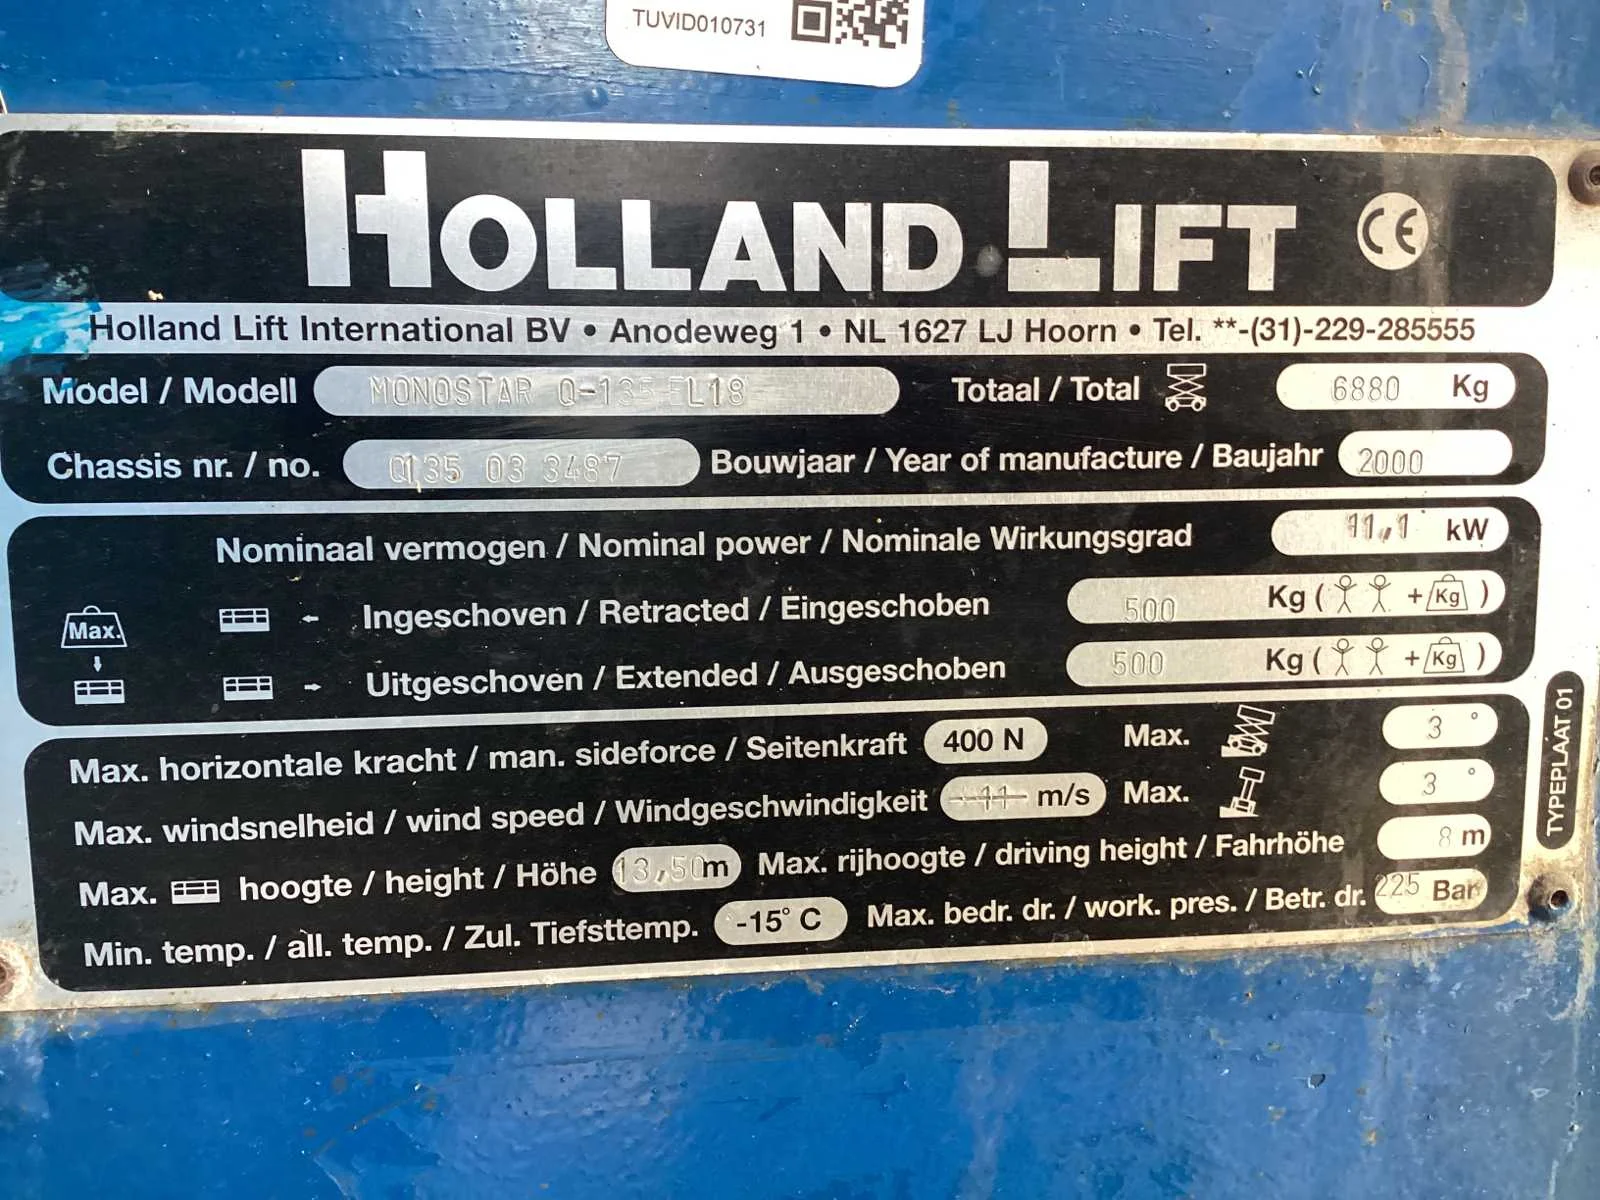 TUVID010731
HOLLAND LIFT CE
Holland Lift International BV • Anodeweg 1 • NL 1627 LJ Hoorn • Tel. **-(31)-229-285555
Model / Modell MONOSTAR Q-135 EL18 Totaal / Total 6880 Kg
Chassis nr. / no. Q135 03 3487 Bouwjaar / Year of manufacture / Baujahr 2000
Nominaal vermogen / Nominal power / Nominale Wirkungsgrad 11,1 kW
Max. Ingeschoven / Retracted / Eingeschoben 500 Kg ( + Kg )
Uitgeschoven / Extended / Ausgeschoben 500 Kg ( + Kg )
Max. horizontale kracht / man. sideforce / Seitenkraft 400 N Max. 3 °
Max. windsnelheid / wind speed / Windgeschwindigkeit 11 m/s Max. 3 °
Max. hoogte / height / Höhe 13,50 m Max. rijhoogte / driving height / Fahrhöhe 8 m
Min. temp. / all. temp. / Zul. Tiefsttemp. -15° C Max. bedr. dr. / work. pres. / Betr. dr. 225 Bar
TYPEPLAAT 01